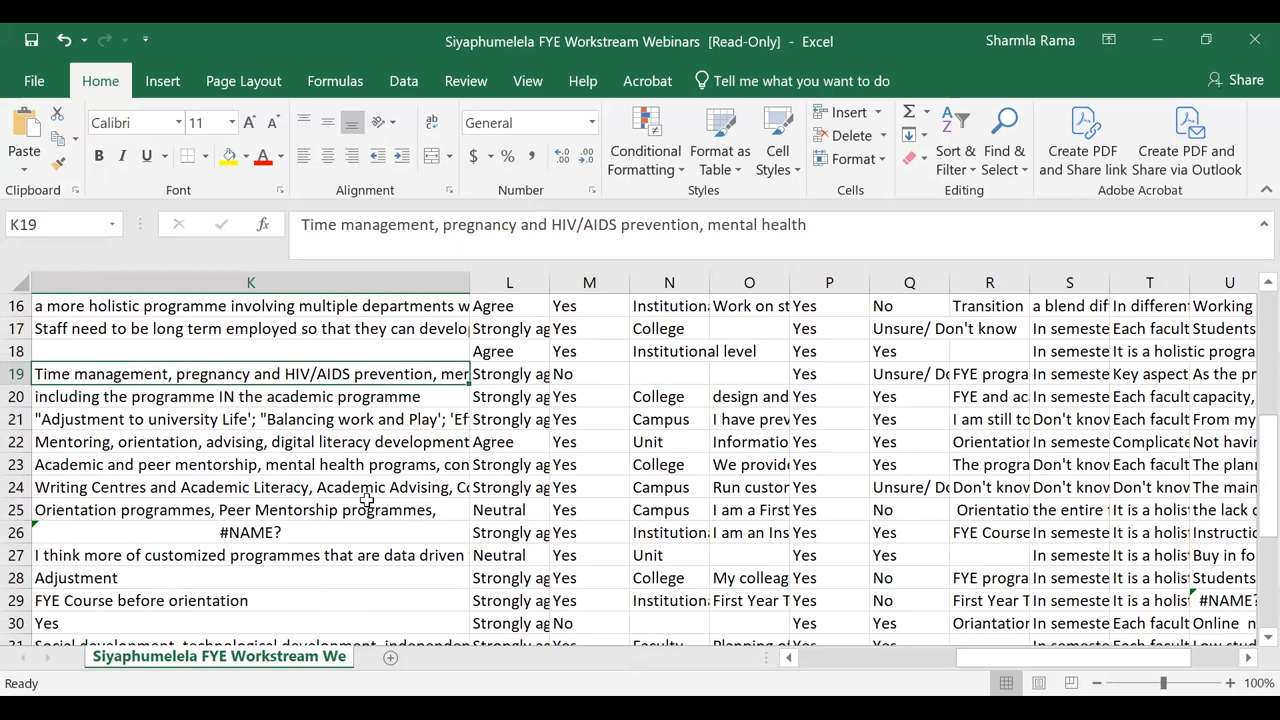 Siyaphumelela FYE Workstream Webinars [Read-Only] - Excel
Sharmla Rama
File Home Insert Page Layout Formulas Data Review View Help Acrobat Tell me what you want to do Share
Calibri 11 General
Insert
Delete
Format
Paste
Conditional Formatting
Format as Table
Cell Styles
Sort & Filter
Find & Select
Create PDF and Share link
Create PDF and Share via Outlook
Clipboard Font Alignment Number Styles Cells Editing Adobe Acrobat
K19 fx Time management, pregnancy and HIV/AIDS prevention, mental health
K L M N O P Q R S T U
16 a more holistic programme involving multiple departments w Agree Yes Institutiona Work on st Yes No Transition a blend dif In different Working
17 Staff need to be long term employed so that they can develo Strongly ag Yes College Yes Unsure/ Don't know In semeste Each facult Students
18 Agree Yes Institutional level Yes Yes In semeste It is a holistic progra
19 Time management, pregnancy and HIV/AIDS prevention, mer Strongly ag No Yes Unsure/ Do FYE progra In semeste Key aspect As the pr
20 including the programme IN the academic programme Strongly ag Yes College design and Yes Yes FYE and ac In semeste Each facult capacity,
21 "Adjustment to university Life'; "Balancing work and Play'; 'Ef Strongly ag Yes Campus I have prev Yes Yes I am still to Don't know Each facult From my
22 Mentoring, orientation, advising, digital literacy development Agree Yes Unit Informatio Yes Yes Orientation In semeste Complicate Not havin
23 Academic and peer mentorship, mental health programs, con Strongly ag Yes College We provide Yes Yes The progra Don't know Each facult The plann
24 Writing Centres and Academic Literacy, Academic Advising, Co Strongly ag Yes Campus Run custor Yes Unsure/ Do Don't know Don't know Don't know The main
25 Orientation programmes, Peer Mentorship programmes, Neutral Yes Campus I am a First Yes No Orientatio the entire It is a holist the lack o
26 #NAME? Strongly ag Yes Institutiona I am an Ins Yes Yes FYE Course In semeste It is a holist Instructio
27 I think more of customized programmes that are data driven Neutral Yes Unit Yes Yes In semeste It is a holist Buy in fo
28 Adjustment Strongly ag Yes College My colleag Yes No FYE progra In semeste It is a holist Students
29 FYE Course before orientation Strongly ag Yes Institutiona First Year T Yes No First Year T In semeste It is a holist #NAME?
30 Yes Strongly ag No Yes Yes Oriantation In semeste Each facult Online n
Siyaphumelela FYE Workstream We
Ready 100%